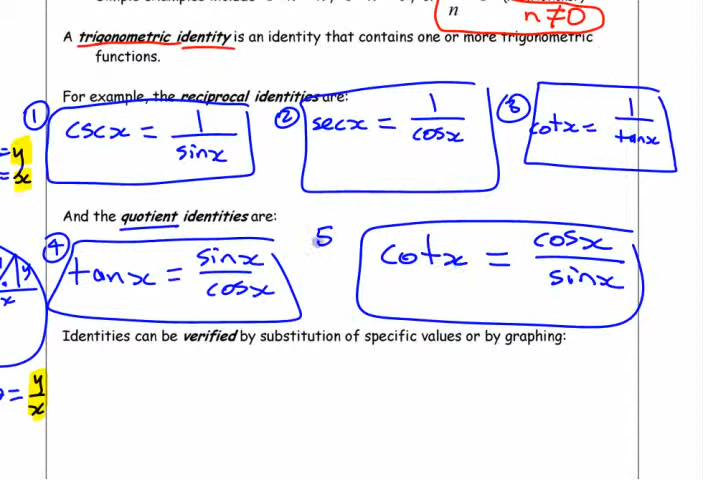 n n≠0
A trigonometric identity is an identity that contains one or more trigonometric
functions.
For example, the reciprocal identities are:
① csc x = 1/sin x ② sec x = 1/cos x ③ cot x = 1/tan x
= y
= x
And the quotient identities are:
④ tan x = sin x/cos x 5 cot x = cos x/sin x
y
x
Identities can be verified by substitution of specific values or by graphing:
= y/x